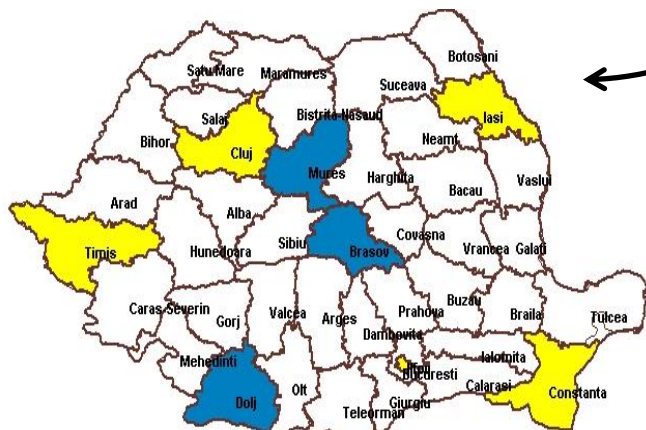 Botosani
Satu Mare
Maramures
Suceava
Salaj
Bistrita-Nasaud
Iasi
Bihor
Cluj
Neamt
Mures
Harghita
Bacau
Vaslui
Arad
Alba
Timis
Hunedoara
Sibiu
Brasov
Covasna
Vrancea
Galati
Caras-Severin
Gorj
Valcea
Arges
Prahova
Buzau
Braila
Tulcea
Dambovita
Mehedinti
Ialomita
Bucuresti
Calarasi
Constanta
Dolj
Olt
Giurgiu
Teleorman